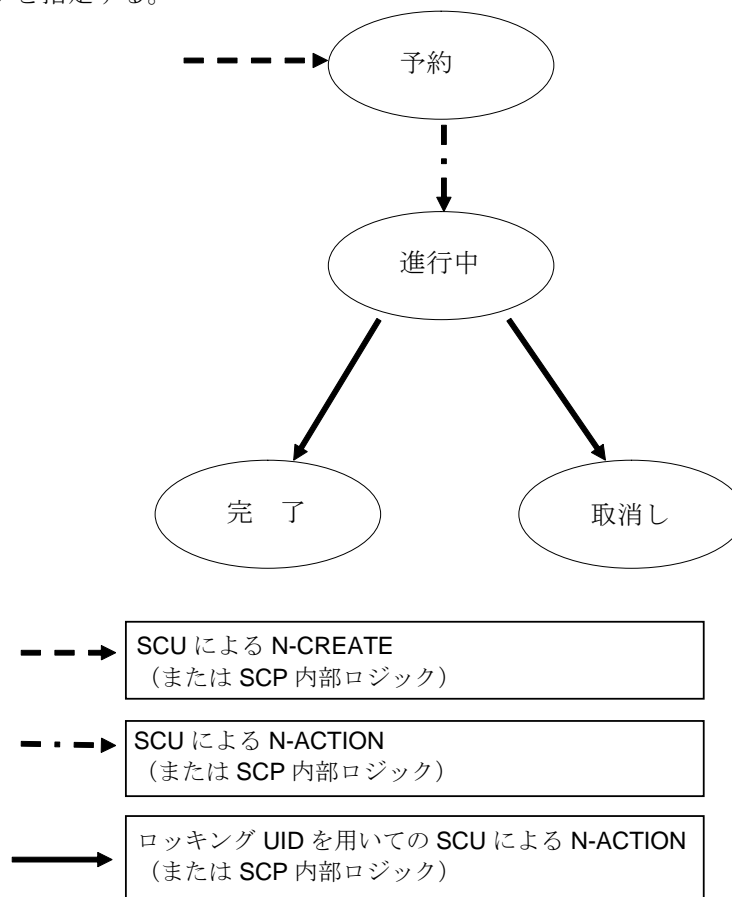 を指定する。
予約
進行中
完 了
取消し
SCU による N-CREATE
（または SCP 内部ロジック）
SCU による N-ACTION
（または SCP 内部ロジック）
ロッキング UID を用いての SCU による N-ACTION
（または SCP 内部ロジック）